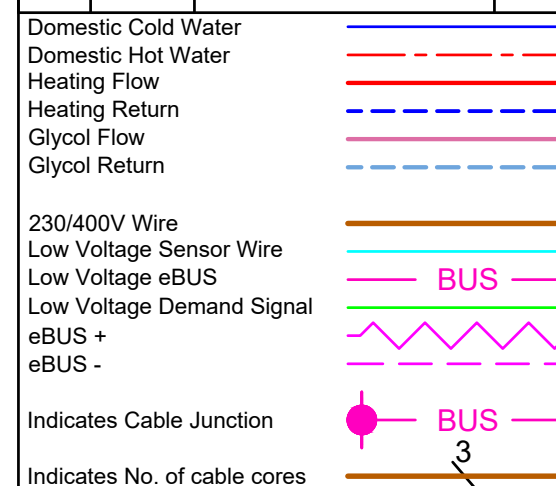 Domestic Cold Water
Domestic Hot Water
Heating Flow
Heating Return
Glycol Flow
Glycol Return
230/400V Wire
Low Voltage Sensor Wire
Low Voltage eBUS BUS
Low Voltage Demand Signal
eBUS +
eBUS -
Indicates Cable Junction BUS
3
Indicates No. of cable cores